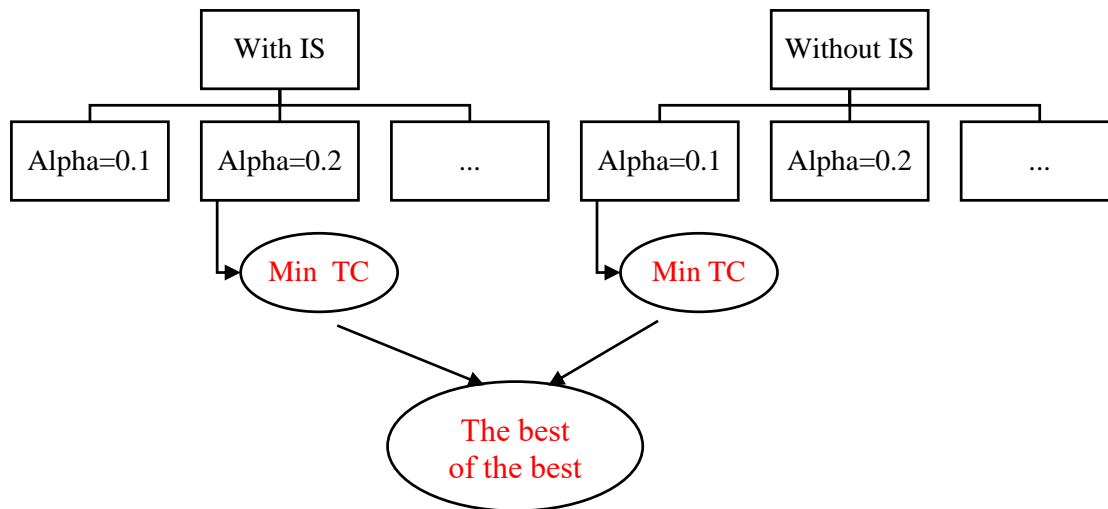 With IS
Without IS
Alpha=0.1
Alpha=0.2
...
Alpha=0.1
Alpha=0.2
...
Min TC
Min TC
The best
of the best